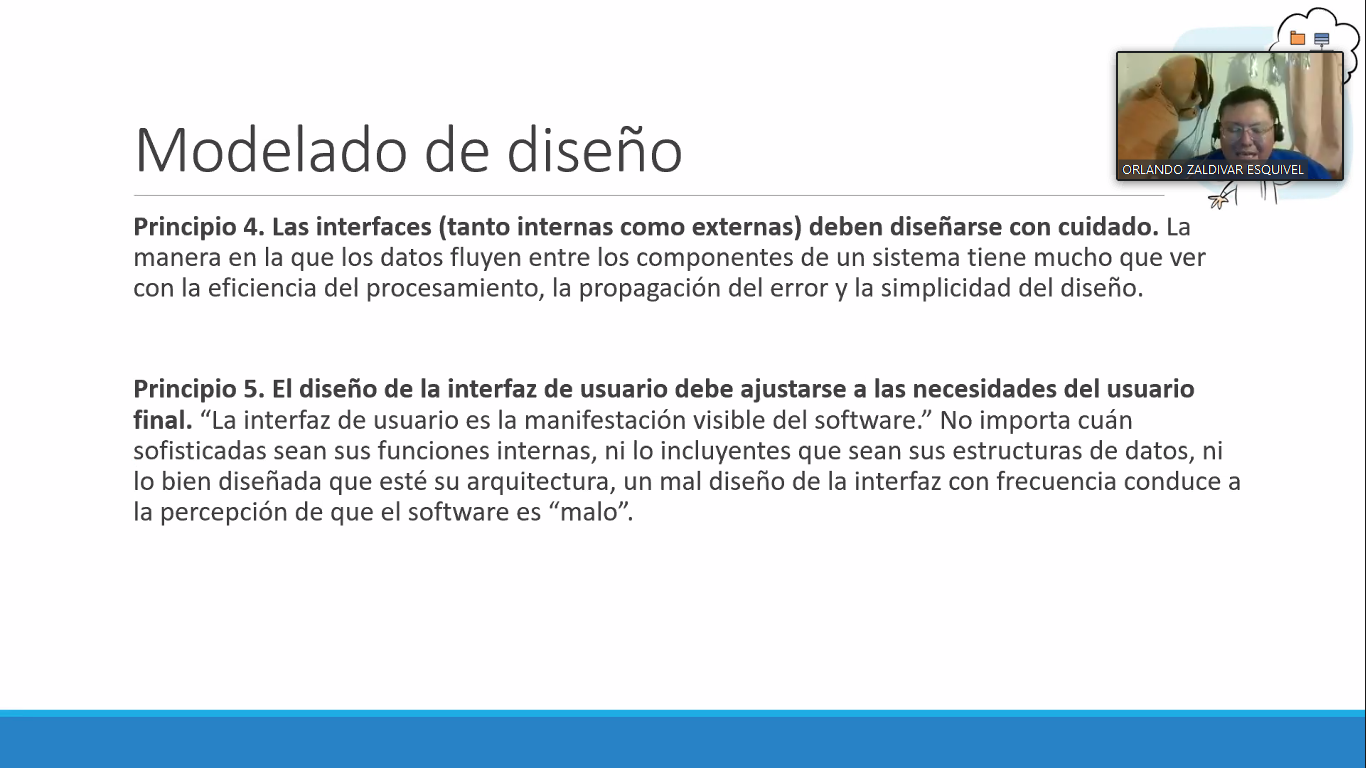 Modelado de diseño
ORLANDO ZALDIVAR ESQUIVEL
Principio 4. Las interfaces (tanto internas como externas) deben diseñarse con cuidado. La
manera en la que los datos fluyen entre los componentes de un sistema tiene mucho que ver
con la eficiencia del procesamiento, la propagación del error y la simplicidad del diseño.
Principio 5. El diseño de la interfaz de usuario debe ajustarse a las necesidades del usuario
final. “La interfaz de usuario es la manifestación visible del software.” No importa cuán
sofisticadas sean sus funciones internas, ni lo incluyentes que sean sus estructuras de datos, ni
lo bien diseñada que esté su arquitectura, un mal diseño de la interfaz con frecuencia conduce a
la percepción de que el software es “malo”.